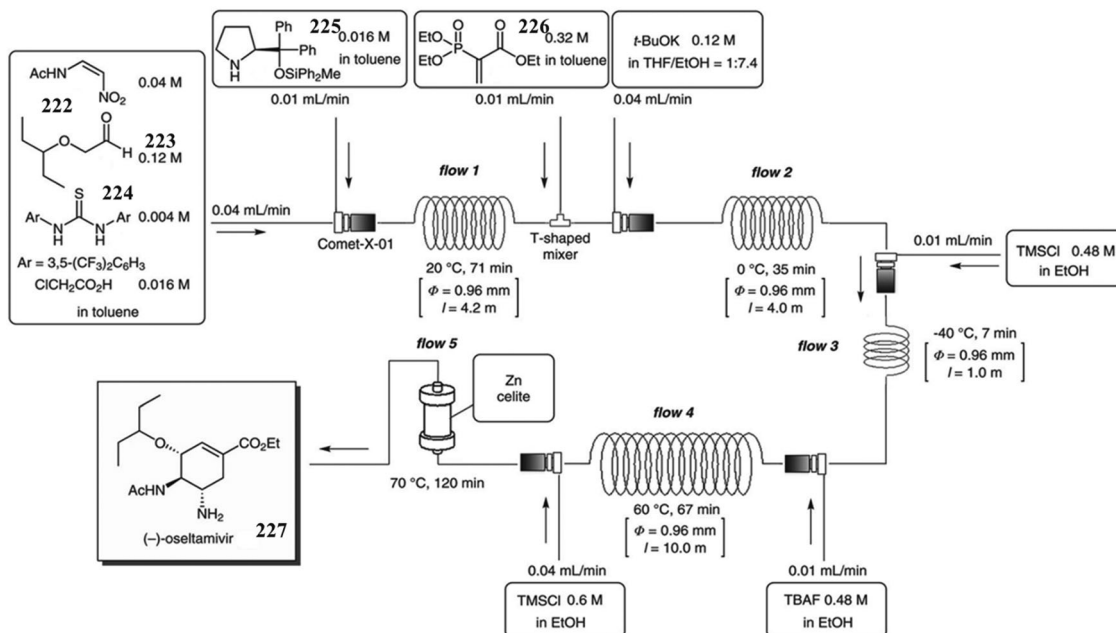 AcHN
NO2
0.04 M
222
O
O
H
223
0.12 M
224
S
Ar
N
H
N
H
Ar
0.004 M
Ar = 3,5-(CF3)2C6H3
ClCH2CO2H
0.016 M
in toluene
0.04 mL/min
N
H
Ph
Ph
OSiPh2Me
225
0.016 M
in toluene
0.01 mL/min
226
EtO
O
P
OEt
O
OEt
0.32 M
in toluene
0.01 mL/min
t-BuOK 0.12 M
in THF/EtOH = 1:7.4
0.04 mL/min
Comet-X-01
flow 1
20 °C, 71 min
Φ = 0.96 mm
l = 4.2 m
T-shaped
mixer
flow 2
0 °C, 35 min
Φ = 0.96 mm
l = 4.0 m
0.01 mL/min
TMSCl 0.48 M
in EtOH
flow 3
-40 °C, 7 min
Φ = 0.96 mm
l = 1.0 m
0.01 mL/min
TBAF 0.48 M
in EtOH
flow 4
60 °C, 67 min
Φ = 0.96 mm
l = 10.0 m
0.04 mL/min
TMSCl 0.6 M
in EtOH
flow 5
Zn
celite
70 °C, 120 min
O
CO2Et
AcHN
NH2
227
(–)-oseltamivir